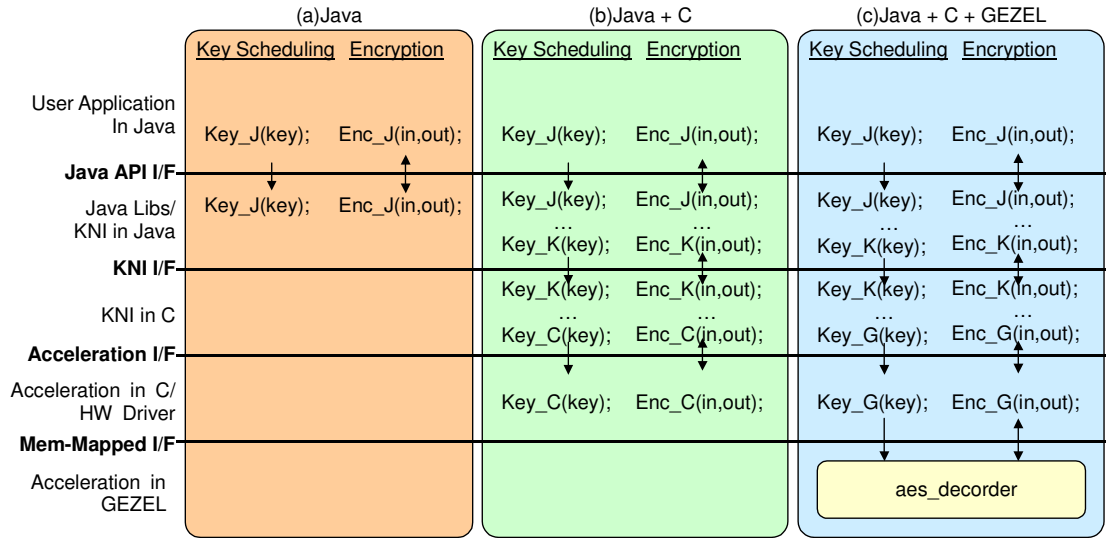 (a)Java (b)Java + C (c)Java + C + GEZEL
Key Scheduling Encryption Key Scheduling Encryption Key Scheduling Encryption
User Application
In Java
Key_J(key); Enc_J(in,out); Key_J(key); Enc_J(in,out); Key_J(key); Enc_J(in,out);
Java API I/F
Java Libs/
KNI in Java
Key_J(key); Enc_J(in,out); Key_J(key); Enc_J(in,out); Key_J(key); Enc_J(in,out);
... ... ... ...
Key_K(key); Enc_K(in,out); Key_K(key); Enc_K(in,out);
KNI I/F
Key_K(key); Enc_K(in,out); Key_K(key); Enc_K(in,out);
KNI in C
... ... ... ...
Key_C(key); Enc_C(in,out); Key_G(key); Enc_G(in,out);
Acceleration I/F
Acceleration in C/
HW Driver
Key_C(key); Enc_C(in,out); Key_G(key); Enc_G(in,out);
Mem-Mapped I/F
Acceleration in
GEZEL
aes_decorder